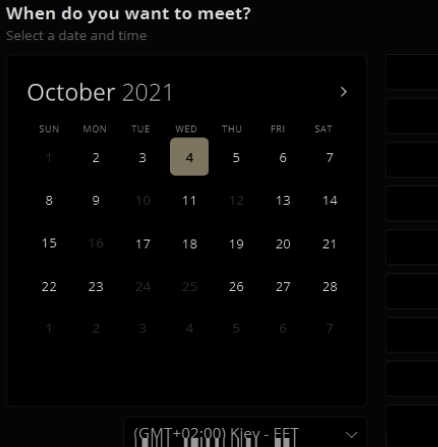 When do you want to meet?
Select a date and time
October 2021
SUN MON TUE WED THU FRI SAT
1 2 3 4 5 6 7
8 9 10 11 12 13 14
15 16 17 18 19 20 21
22 23 24 25 26 27 28
1 2 3 4 5 6 7
(GMT+02:00) Kiev - EET